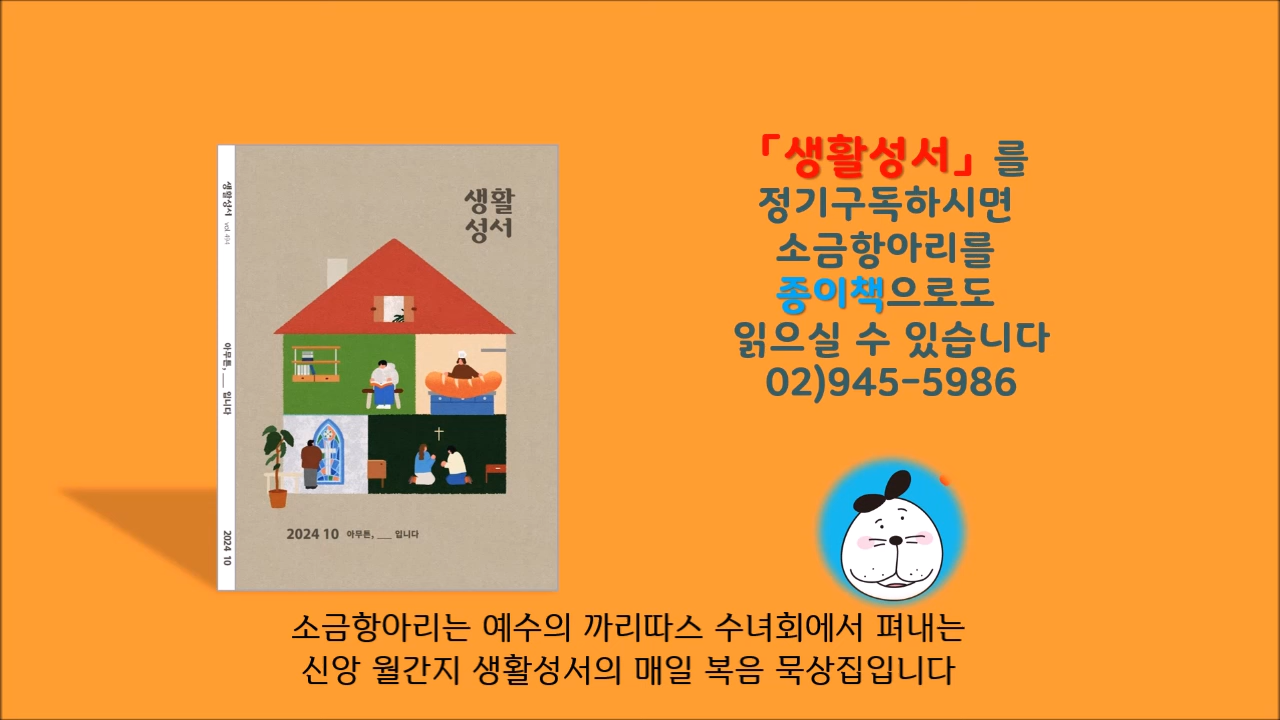 생활성서 vol.494
아무튼, ___ 입니다
2024 10
생활
성서
2024 10 아무튼, ___ 입니다
「생활성서」를
정기구독하시면
소금항아리를
종이책으로도
읽으실 수 있습니다
02)945-5986
소금항아리는 예수의 까리따스 수녀회에서 펴내는
신앙 월간지 생활성서의 매일 복음 묵상집입니다